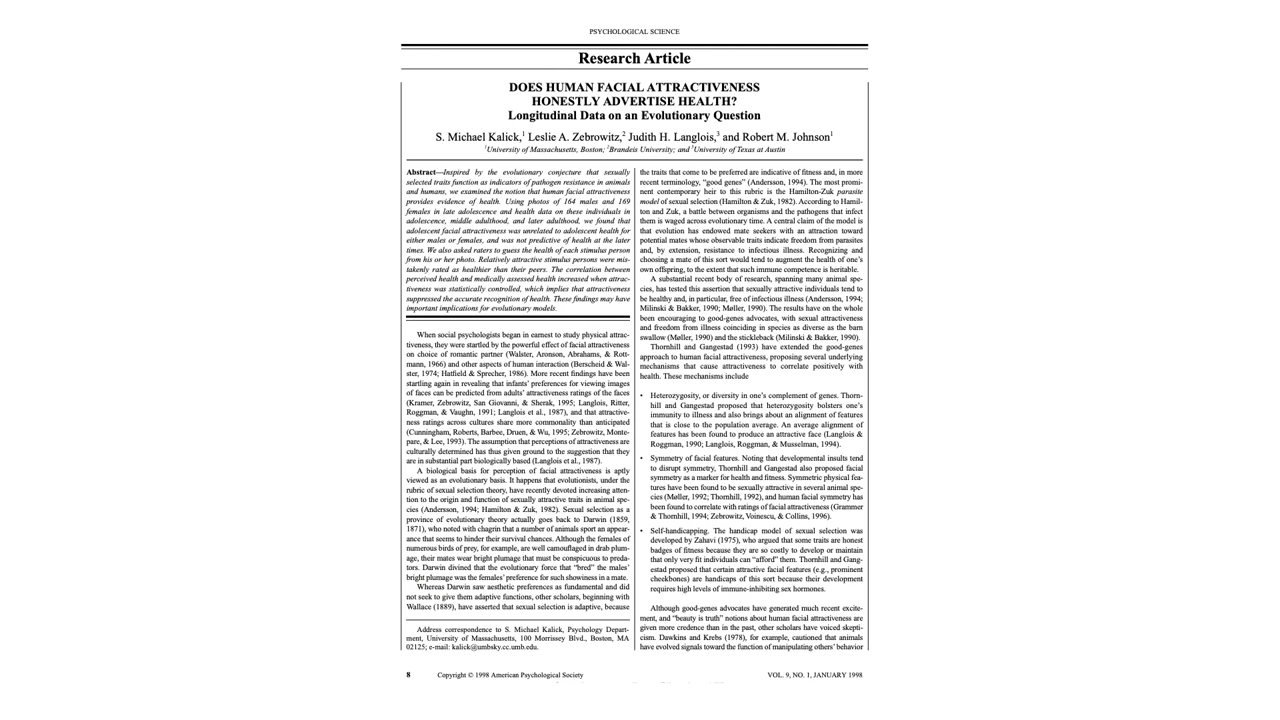 PSYCHOLOGICAL SCIENCE
Research Article
DOES HUMAN FACIAL ATTRACTIVENESS
HONESTLY ADVERTISE HEALTH?
Longitudinal Data on an Evolutionary Question
S. Michael Kalick,¹ Leslie A. Zebrowitz,² Judith H. Langlois,³ and Robert M. Johnson¹
¹University of Massachusetts, Boston; ²Brandeis University; and ³University of Texas at Austin
Abstract—Inspired by the evolutionary conjecture that sexually
selected traits function as indicators of pathogen resistance in animals
and humans, we examined the notion that human facial attractiveness
provides evidence of health. Using photos of 164 males and 169
females in late adolescence and health data on these individuals in
adolescence, middle adulthood, and later adulthood, we found that
adolescent facial attractiveness was unrelated to adolescent health for
either males or females, and was not predictive of health at the later
times. We also asked raters to guess the health of each stimulus person
from his or her photo. Relatively attractive stimulus persons were mis-
takenly rated as healthier than their peers. The correlation between
perceived health and medically assessed health increased when attrac-
tiveness was statistically controlled, which implies that attractiveness
suppressed the accurate recognition of health. These findings may have
important implications for evolutionary models.
When social psychologists began in earnest to study physical attrac-
tiveness, they were startled by the powerful effect of facial attractiveness
on choice of romantic partner (Walster, Aronson, Abrahams, & Rott-
mann, 1966) and other aspects of human interaction (Berscheid & Wal-
ster, 1974; Hatfield & Sprecher, 1986). More recent findings have been
startling again in revealing that infants' preferences for viewing images
of faces can be predicted from adults' attractiveness ratings of the faces
(Kramer, Zebrowitz, San Giovanni, & Sherak, 1995; Langlois, Ritter,
Roggman, & Vaughn, 1991; Langlois et al., 1987), and that attractive-
ness ratings across cultures share more commonality than anticipated
(Cunningham, Roberts, Barbee, Druen, & Wu, 1995; Zebrowitz, Monte-
pare, & Lee, 1993). The assumption that perceptions of attractiveness are
culturally determined has thus given ground to the suggestion that they
are in substantial part biologically based (Langlois et al., 1987).
A biological basis for perception of facial attractiveness is aptly
viewed as an evolutionary basis. It happens that evolutionists, under the
rubric of sexual selection theory, have recently devoted increasing atten-
tion to the origin and function of sexually attractive traits in animal spe-
cies (Andersson, 1994; Hamilton & Zuk, 1982). Sexual selection as a
province of evolutionary theory actually goes back to Darwin (1859,
1871), who noted with chagrin that a number of animals sport an appear-
ance that seems to hinder their survival chances. Although the females of
numerous birds of prey, for example, are well camouflaged in drab plum-
age, their mates wear bright plumage that must be conspicuous to preda-
tors. Darwin divined that the evolutionary force that "bred" the males'
bright plumage was the females' preference for such showiness in a mate.
Whereas Darwin saw aesthetic preferences as fundamental and did
not seek to give them adaptive functions, other scholars, beginning with
Wallace (1889), have asserted that sexual selection is adaptive, because
Address correspondence to S. Michael Kalick, Psychology Depart-
ment, University of Massachusetts, 100 Morrissey Blvd., Boston, MA
02125; e-mail: kalick@umbsky.cc.umb.edu.
the traits that come to be preferred are indicative of fitness and, in more
recent terminology, "good genes" (Andersson, 1994). The most promi-
nent contemporary heir to this rubric is the Hamilton-Zuk parasite
model of sexual selection (Hamilton & Zuk, 1982). According to Hamil-
ton and Zuk, a battle between organisms and the pathogens that infect
them is waged across evolutionary time. A central claim of the model is
that evolution has endowed mate seekers with an attraction toward
potential mates whose observable traits indicate freedom from parasites
and, by extension, resistance to infectious illness. Recognizing and
choosing a mate of this sort would tend to augment the health of one's
own offspring, to the extent that such immune competence is heritable.
A substantial recent body of research, spanning many animal spe-
cies, has tested this assertion that sexually attractive individuals tend to
be healthy and, in particular, free of infectious illness (Andersson, 1994;
Milinski & Bakker, 1990; Møller, 1990). The results have on the whole
been encouraging to good-genes advocates, with sexual attractiveness
and freedom from illness coinciding in species as diverse as the barn
swallow (Møller, 1990) and the stickleback (Milinski & Bakker, 1990).
Thornhill and Gangestad (1993) have extended the good-genes
approach to human facial attractiveness, proposing several underlying
mechanisms that cause attractiveness to correlate positively with
health. These mechanisms include
• Heterozygosity, or diversity in one's complement of genes. Thorn-
hill and Gangestad proposed that heterozygosity bolsters one's
immunity to illness and also brings about an alignment of features
that is close to the population average. An average alignment of
features has been found to produce an attractive face (Langlois &
Roggman, 1990; Langlois, Roggman, & Musselman, 1994).
• Symmetry of facial features. Noting that developmental insults tend
to disrupt symmetry, Thornhill and Gangestad also proposed facial
symmetry as a marker for health and fitness. Symmetric physical fea-
tures have been found to be sexually attractive in several animal spe-
cies (Møller, 1992; Thornhill, 1992), and human facial symmetry has
been found to correlate with ratings of facial attractiveness (Grammer
& Thornhill, 1994; Zebrowitz, Voinescu, & Collins, 1996).
• Self-handicapping. The handicap model of sexual selection was
developed by Zahavi (1975), who argued that some traits are honest
badges of fitness because they are so costly to develop or maintain
that only very fit individuals can "afford" them. Thornhill and Gang-
estad proposed that certain attractive facial features (e.g., prominent
cheekbones) are handicaps of this sort because their development
requires high levels of immune-inhibiting sex hormones.
Although good-genes advocates have generated much recent excite-
ment, and "beauty is truth" notions about human facial attractiveness are
given more credence than in the past, other scholars have voiced skepti-
cism. Dawkins and Krebs (1978), for example, cautioned that animals
have evolved signals toward the function of manipulating others' behavior
8 Copyright © 1998 American Psychological Society VOL. 9, NO. 1, JANUARY 1998